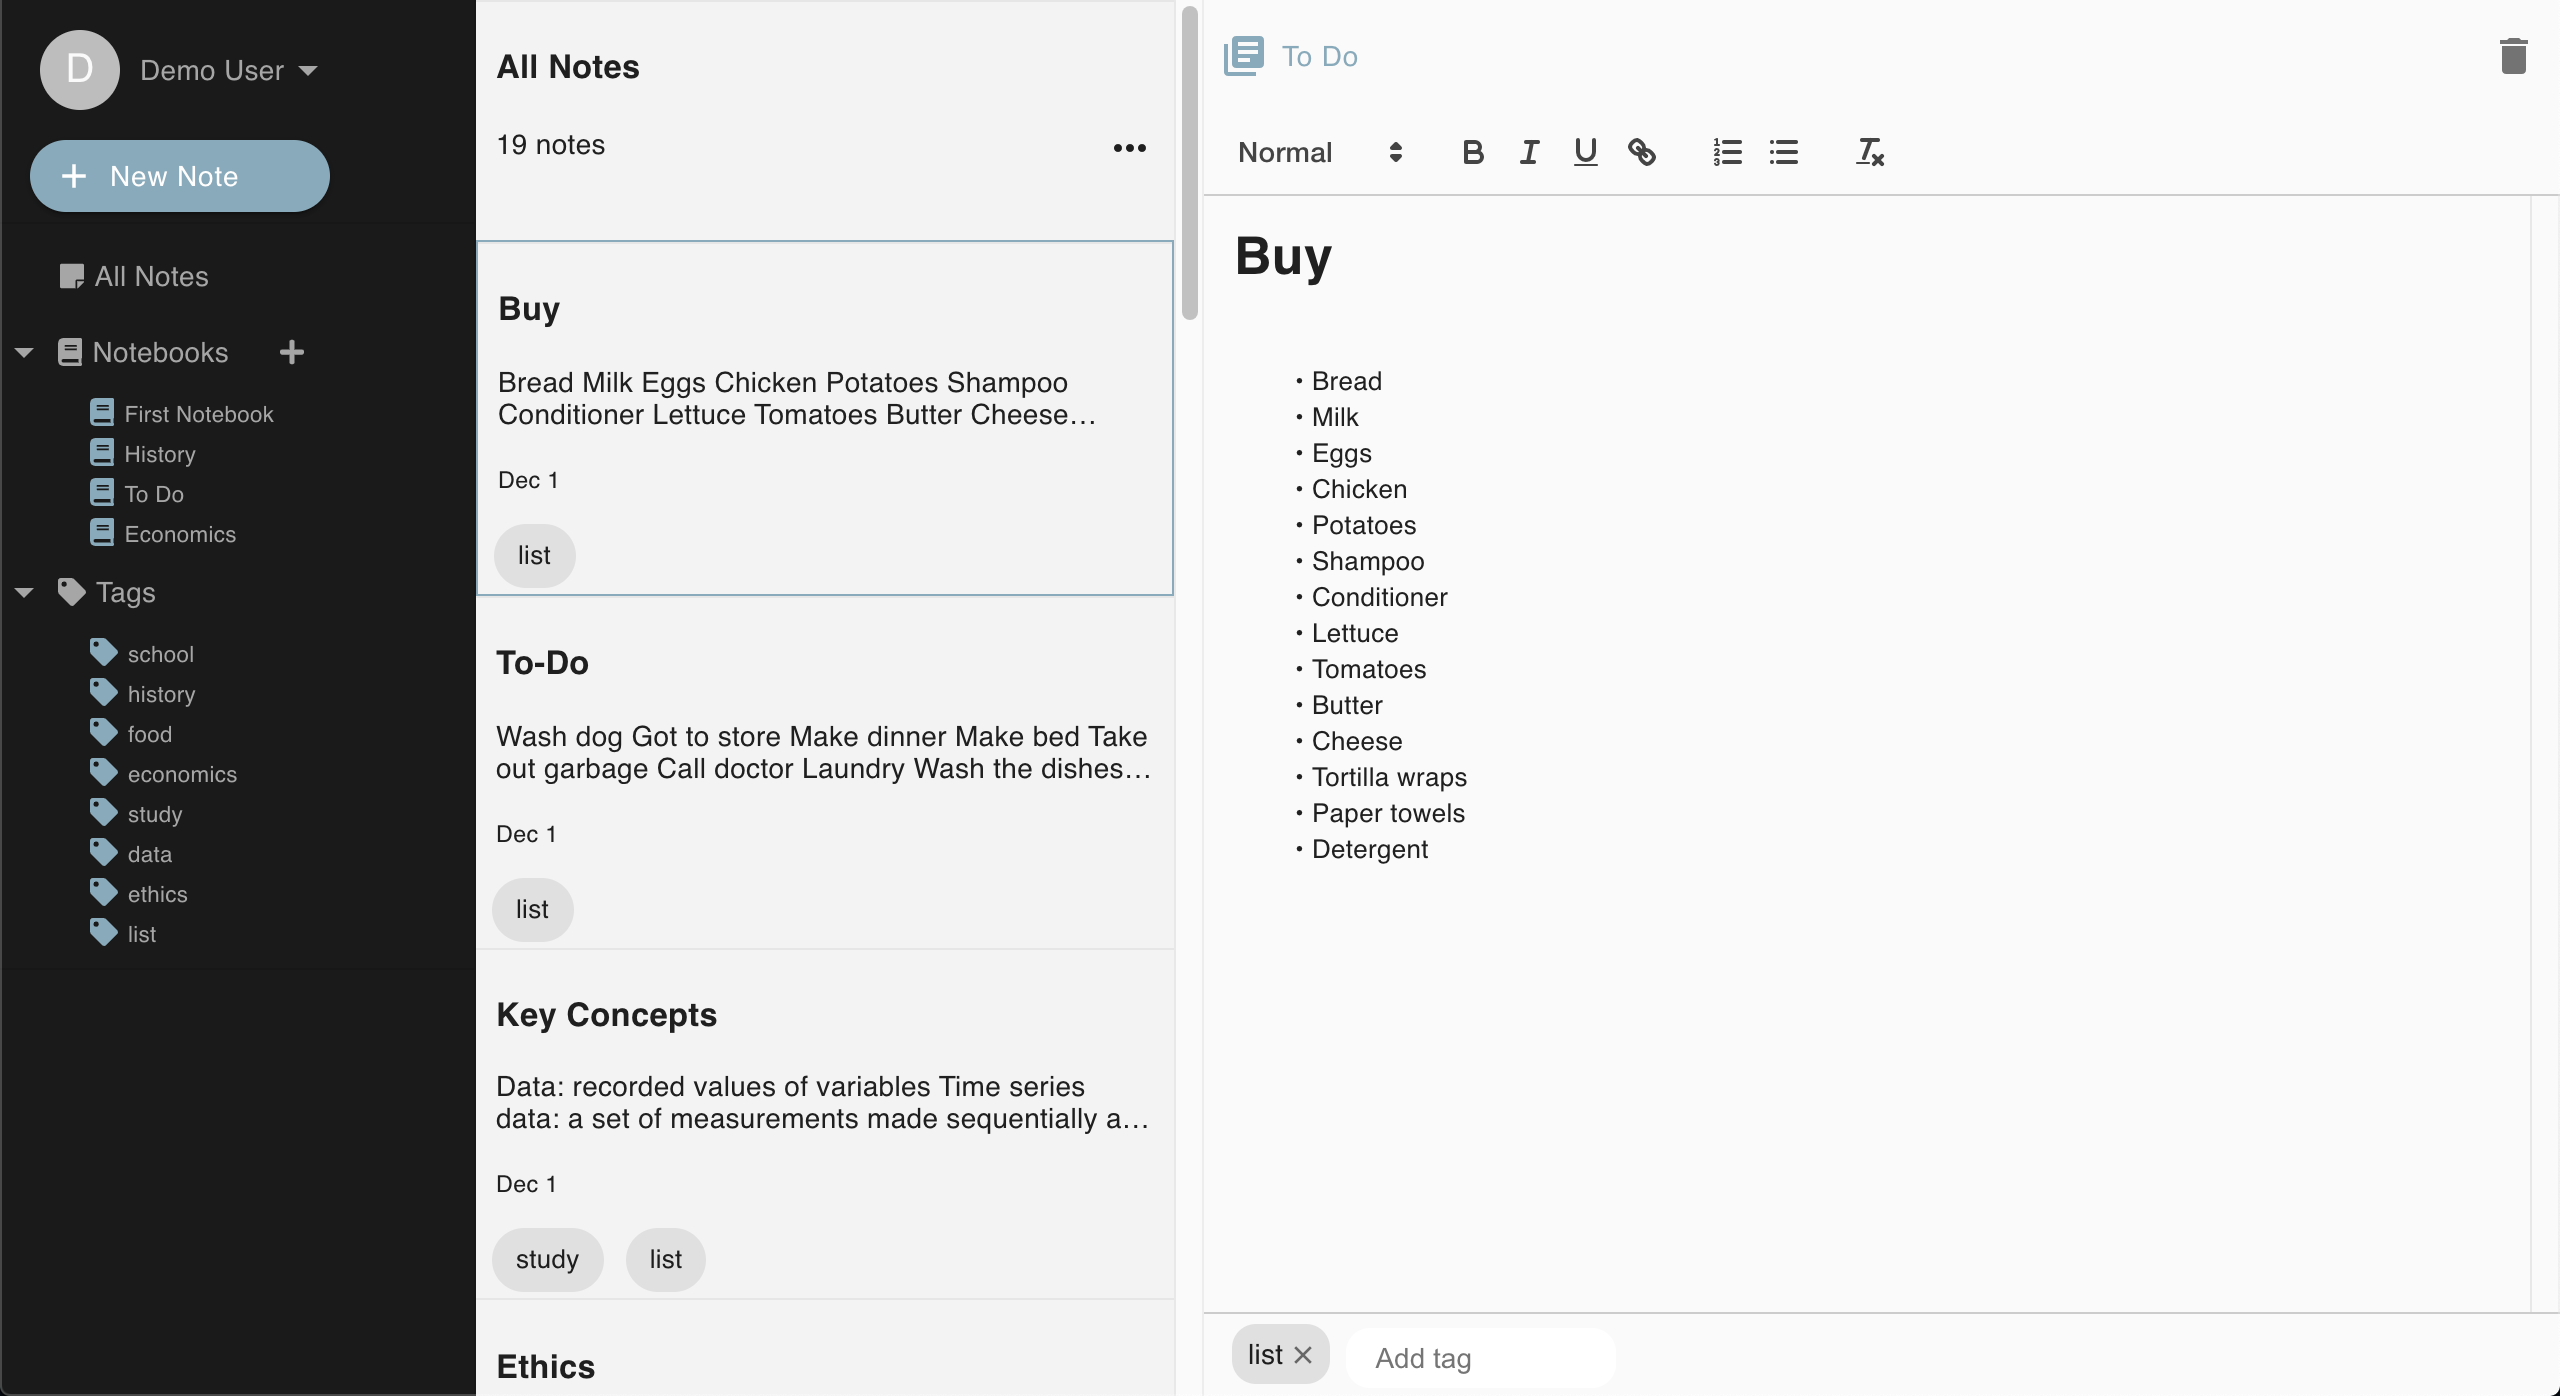 D
Demo User
New Note
All Notes
Notebooks
First Notebook
History
To Do
Economics
Tags
school
history
food
economics
study
data
ethics
list
All Notes
19 notes
Buy
Bread Milk Eggs Chicken Potatoes Shampoo
Conditioner Lettuce Tomatoes Butter Cheese…
Dec 1
list
To-Do
Wash dog Got to store Make dinner Make bed Take
out garbage Call doctor Laundry Wash the dishes…
Dec 1
list
Key Concepts
Data: recorded values of variables Time series
data: a set of measurements made sequentially a…
Dec 1
study list
Ethics
To Do
Normal B I U
Buy
• Bread
• Milk
• Eggs
• Chicken
• Potatoes
• Shampoo
• Conditioner
• Lettuce
• Tomatoes
• Butter
• Cheese
• Tortilla wraps
• Paper towels
• Detergent
list Add tag